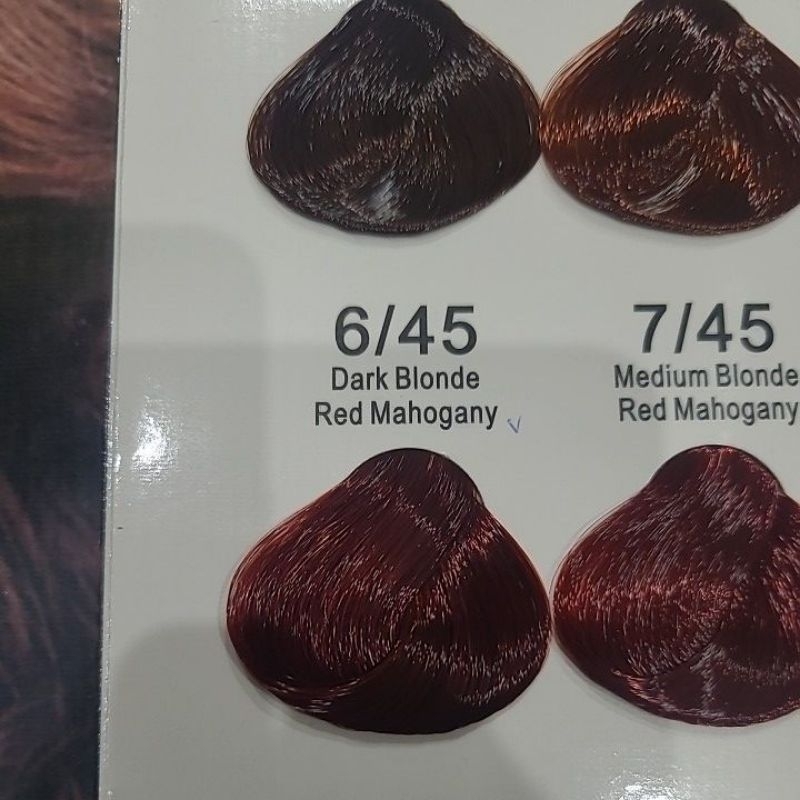 6/45
Dark Blonde
Red Mahogany
7/45
Medium Blonde
Red Mahogany